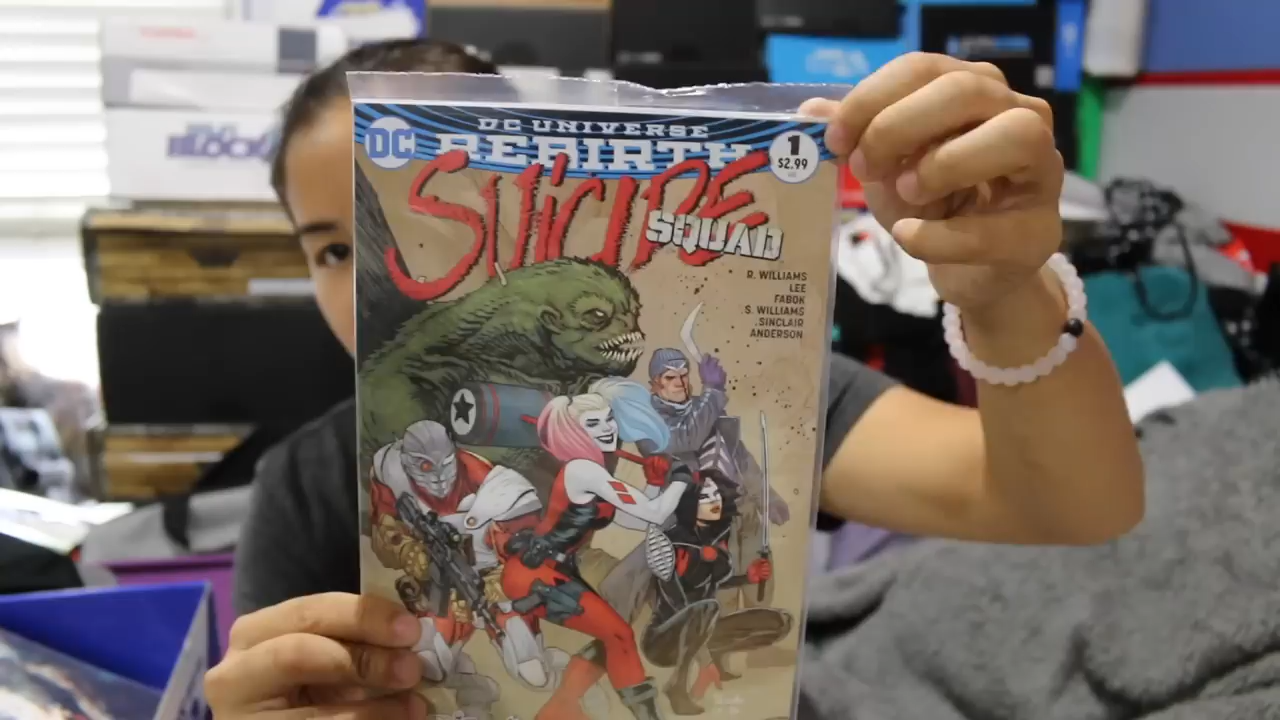 DC
DC UNIVERSE
REBIRTH
1
$2.99
SUICIDE
SQUAD
R. WILLIAMS
LEE
FABOK
S. WILLIAMS
SINCLAIR
ANDERSON